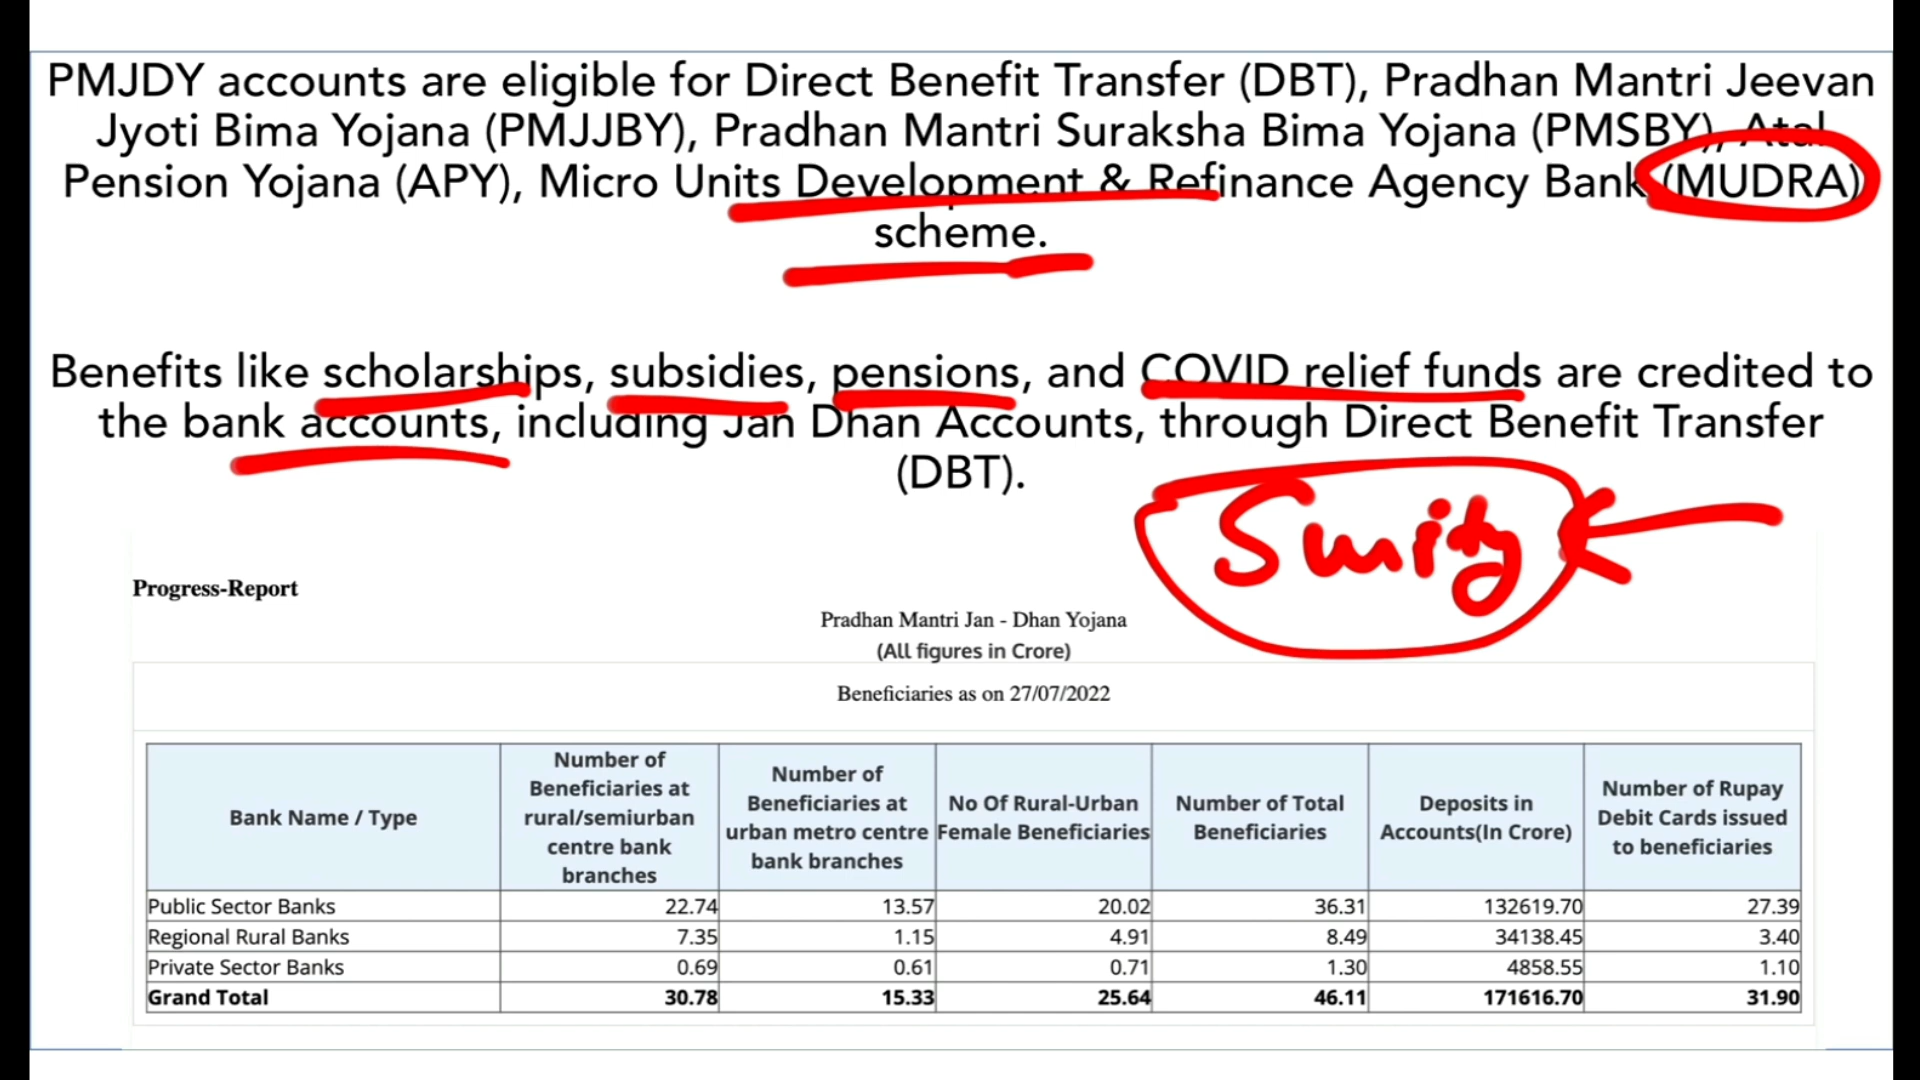 PMJDY accounts are eligible for Direct Benefit Transfer (DBT), Pradhan Mantri Jeevan
Jyoti Bima Yojana (PMJJBY), Pradhan Mantri Suraksha Bima Yojana (PMSBY), Atal
Pension Yojana (APY), Micro Units Development & Refinance Agency Bank (MUDRA)
scheme.
Benefits like scholarships, subsidies, pensions, and COVID relief funds are credited to
the bank accounts, including Jan Dhan Accounts, through Direct Benefit Transfer
(DBT).
Progress-Report
Pradhan Mantri Jan - Dhan Yojana
(All figures in Crore)
Beneficiaries as on 27/07/2022
Bank Name / Type Number of Beneficiaries at rural/semiurban centre bank branches Number of Beneficiaries at urban metro centre bank branches No Of Rural-Urban Female Beneficiaries Number of Total Beneficiaries Deposits in Accounts(In Crore) Number of Rupay Debit Cards issued to beneficiaries
Public Sector Banks 22.74 13.57 20.02 36.31 132619.70 27.39
Regional Rural Banks 7.35 1.15 4.91 8.49 34138.45 3.40
Private Sector Banks 0.69 0.61 0.71 1.30 4858.55 1.10
Grand Total 30.78 15.33 25.64 46.11 171616.70 31.90